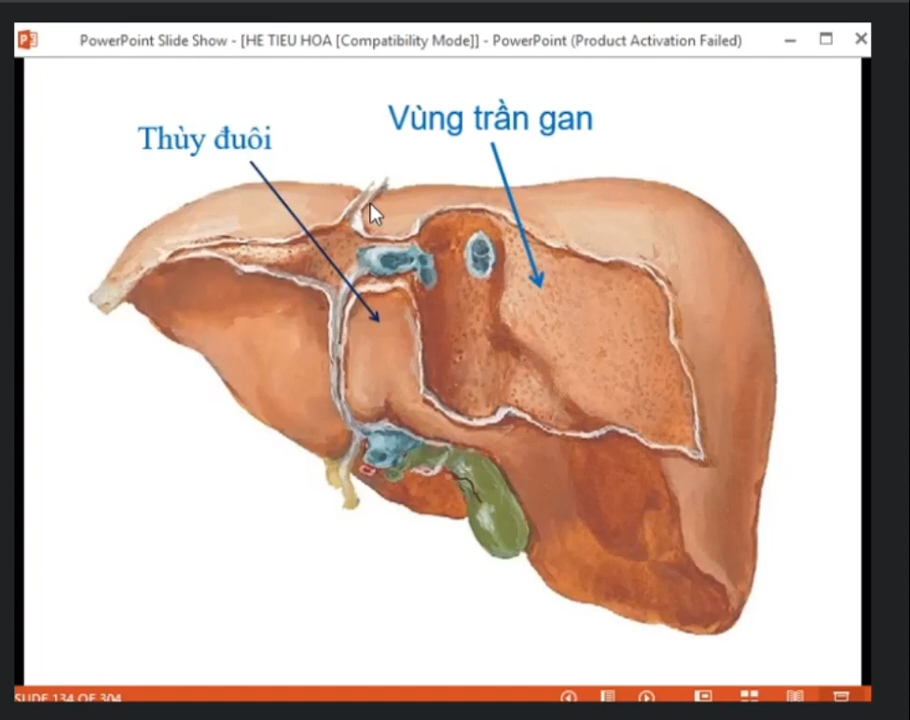 PowerPoint Slide Show - [HE TIEU HOA [Compatibility Mode]] - PowerPoint (Product Activation Failed)
Vùng trần gan
Thùy đuôi
SLIDE 134 OF 304